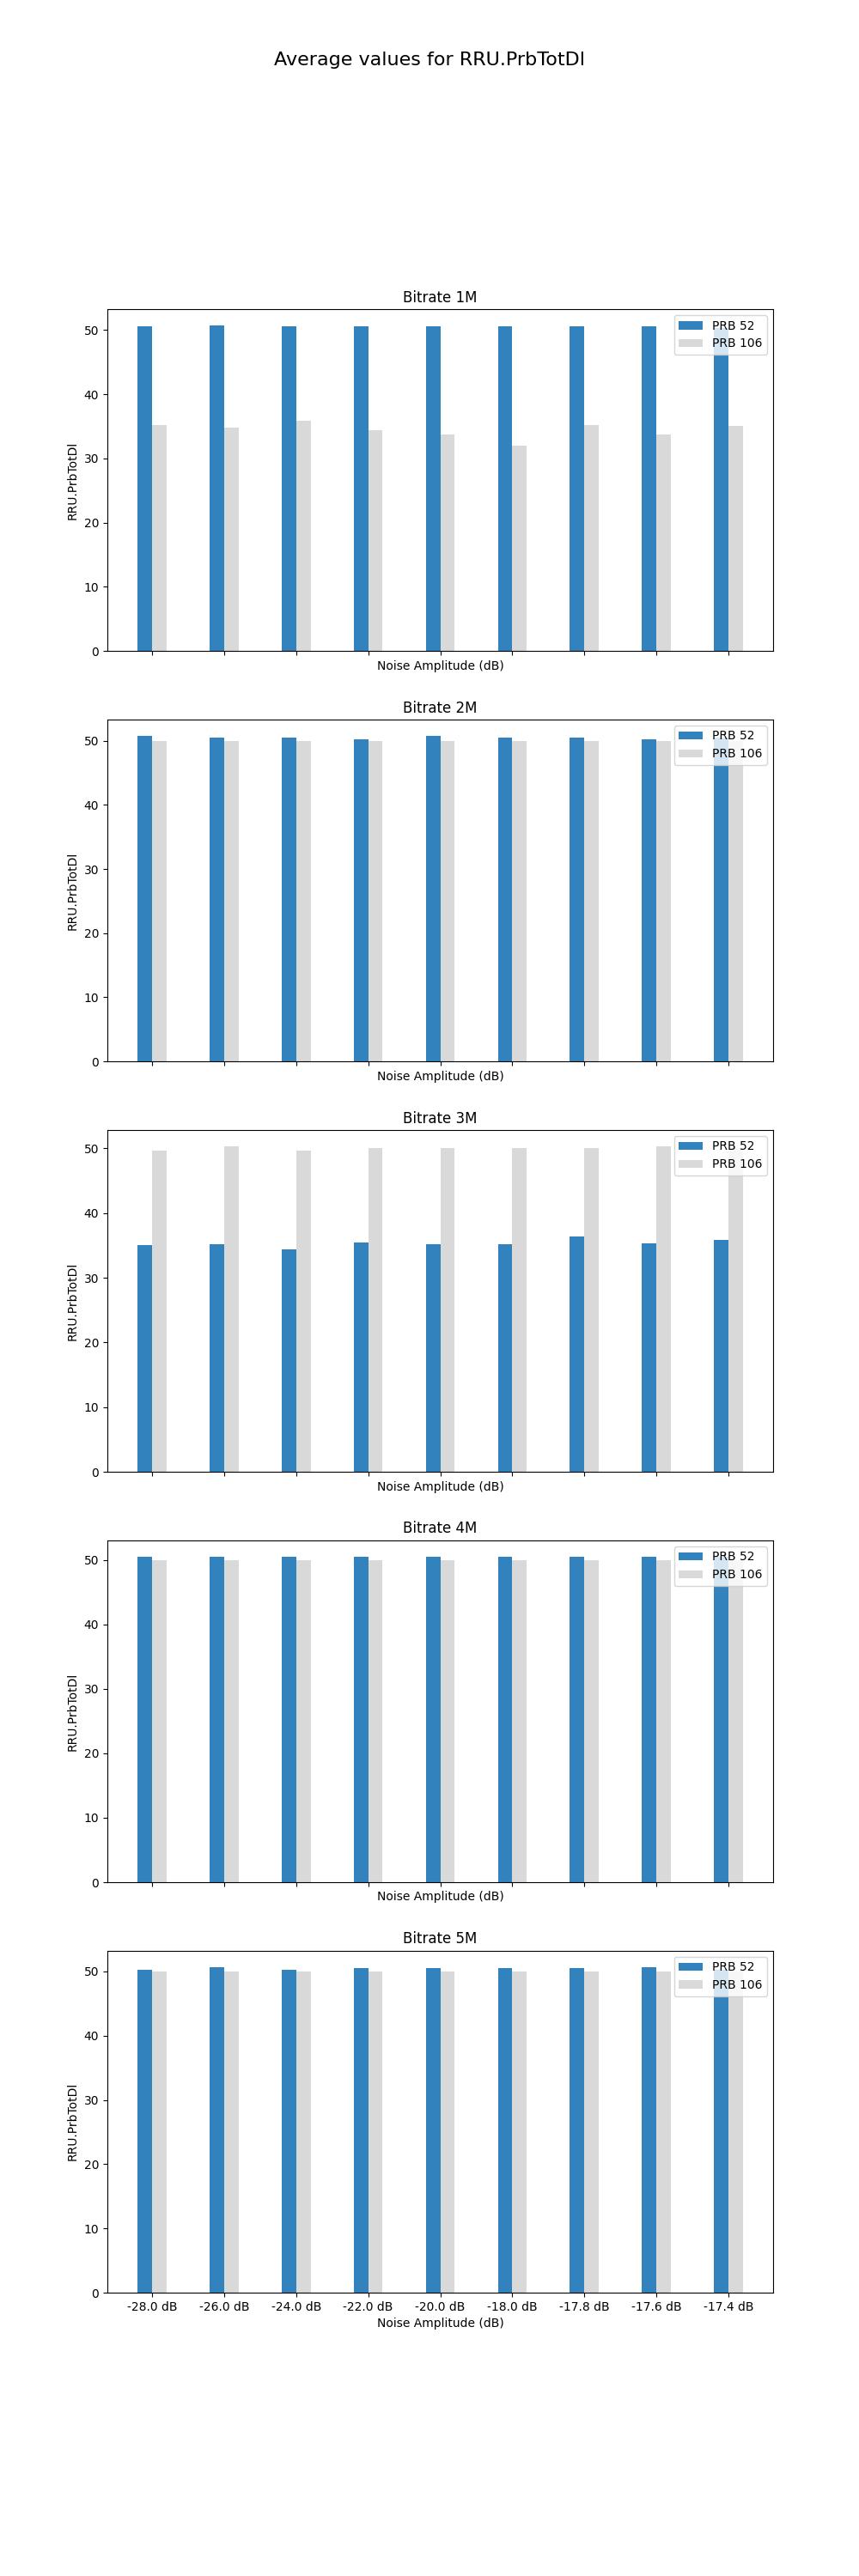 Average values for RRU.PrbTotDl
Bitrate 1M
PRB 52
PRB 106
50
40
30
20
10
0
RRU.PrbTotDl
Noise Amplitude (dB)
Bitrate 2M
PRB 52
PRB 106
50
40
30
20
10
0
RRU.PrbTotDl
Noise Amplitude (dB)
Bitrate 3M
PRB 52
PRB 106
50
40
30
20
10
0
RRU.PrbTotDl
Noise Amplitude (dB)
Bitrate 4M
PRB 52
PRB 106
50
40
30
20
10
0
RRU.PrbTotDl
Noise Amplitude (dB)
Bitrate 5M
PRB 52
PRB 106
50
40
30
20
10
0
RRU.PrbTotDl
-28.0 dB -26.0 dB -24.0 dB -22.0 dB -20.0 dB -18.0 dB -17.8 dB -17.6 dB -17.4 dB
Noise Amplitude (dB)